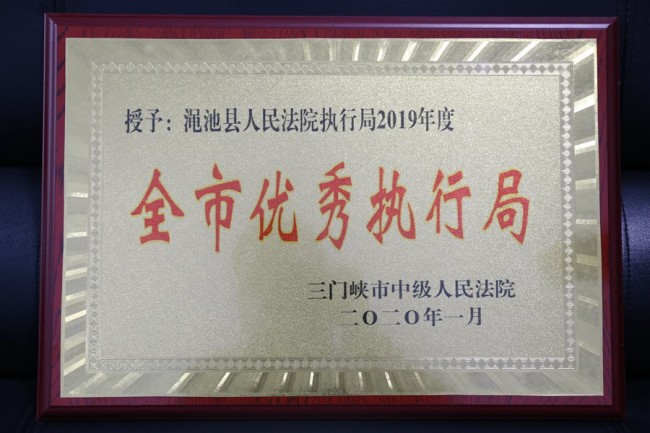 授予：渑池县人民法院执行局2019年度
全市优秀执行局
三门峡市中级人民法院
二〇二〇年一月